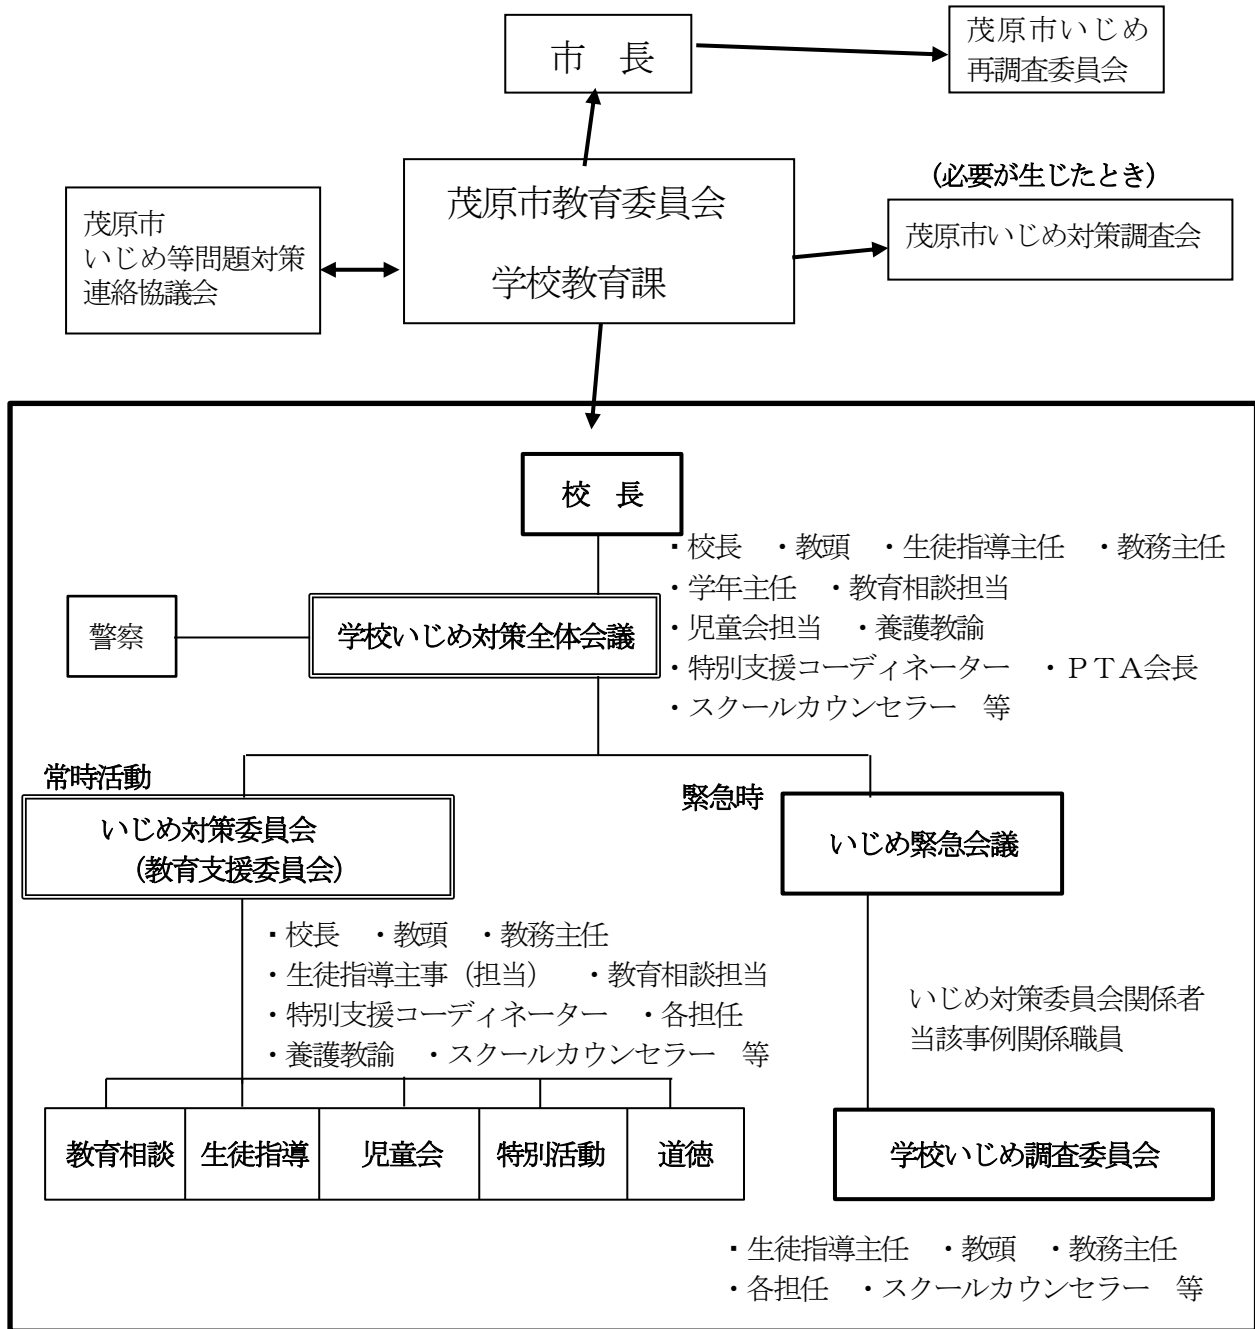 市　長
茂原市いじめ
再調査委員会
茂原市教育委員会
学校教育課
茂原市
いじめ等問題対策
連絡協議会
（必要が生じたとき）
茂原市いじめ対策調査会
校　長
・校長　・教頭　・生徒指導主任　・教務主任
・学年主任　・教育相談担当
・児童会担当　・養護教諭
・特別支援コーディネーター　・ＰＴＡ会長
・スクールカウンセラー　等
警察
学校いじめ対策全体会議
常時活動
いじめ対策委員会
（教育支援委員会）
緊急時
いじめ緊急会議
・校長　・教頭　・教務主任
・生徒指導主事（担当）　・教育相談担当
・特別支援コーディネーター　・各担任
・養護教諭　・スクールカウンセラー　等
いじめ対策委員会関係者
当該事例関係職員
教育相談
生徒指導
児童会
特別活動
道徳
学校いじめ調査委員会
・生徒指導主任　・教頭　・教務主任
・各担任　・スクールカウンセラー　等